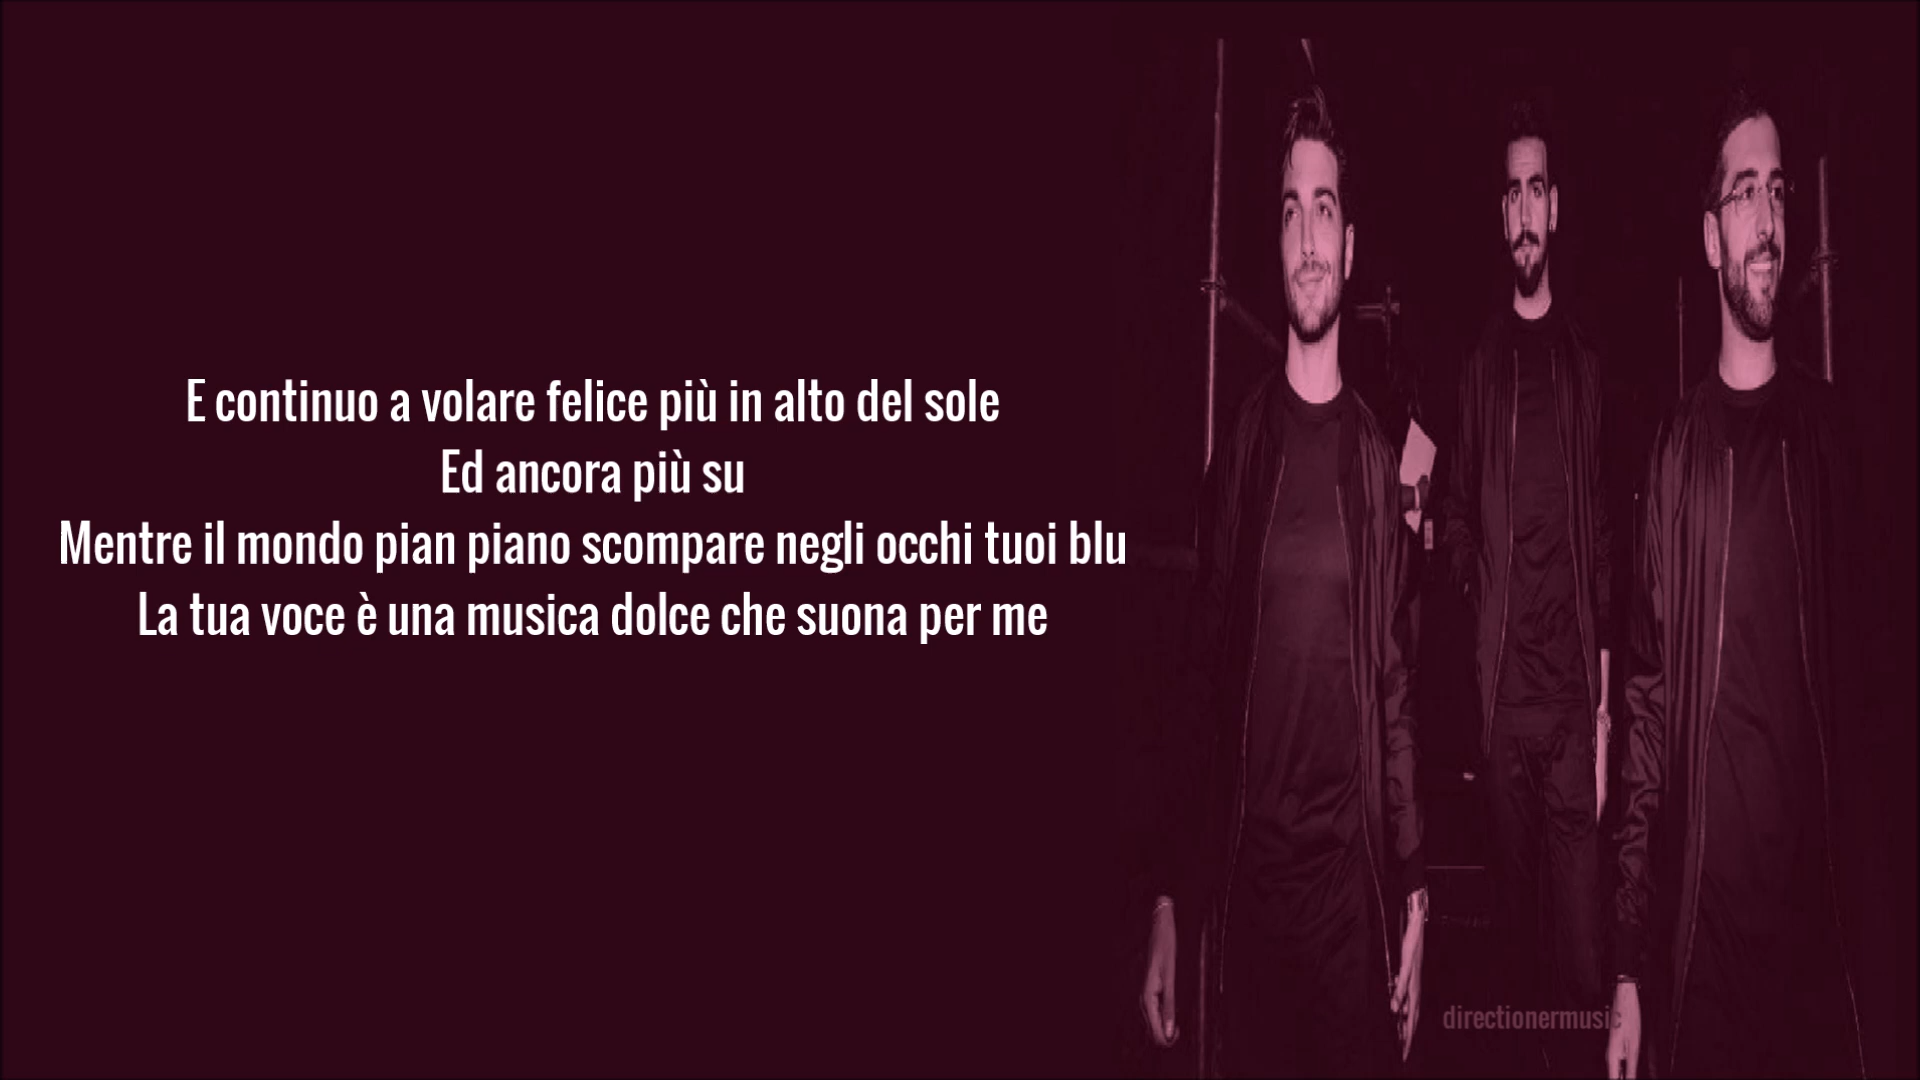 E continuo a volare felice più in alto del sole
Ed ancora più su
Mentre il mondo pian piano scompare negli occhi tuoi blu
La tua voce è una musica dolce che suona per me
directionermusic